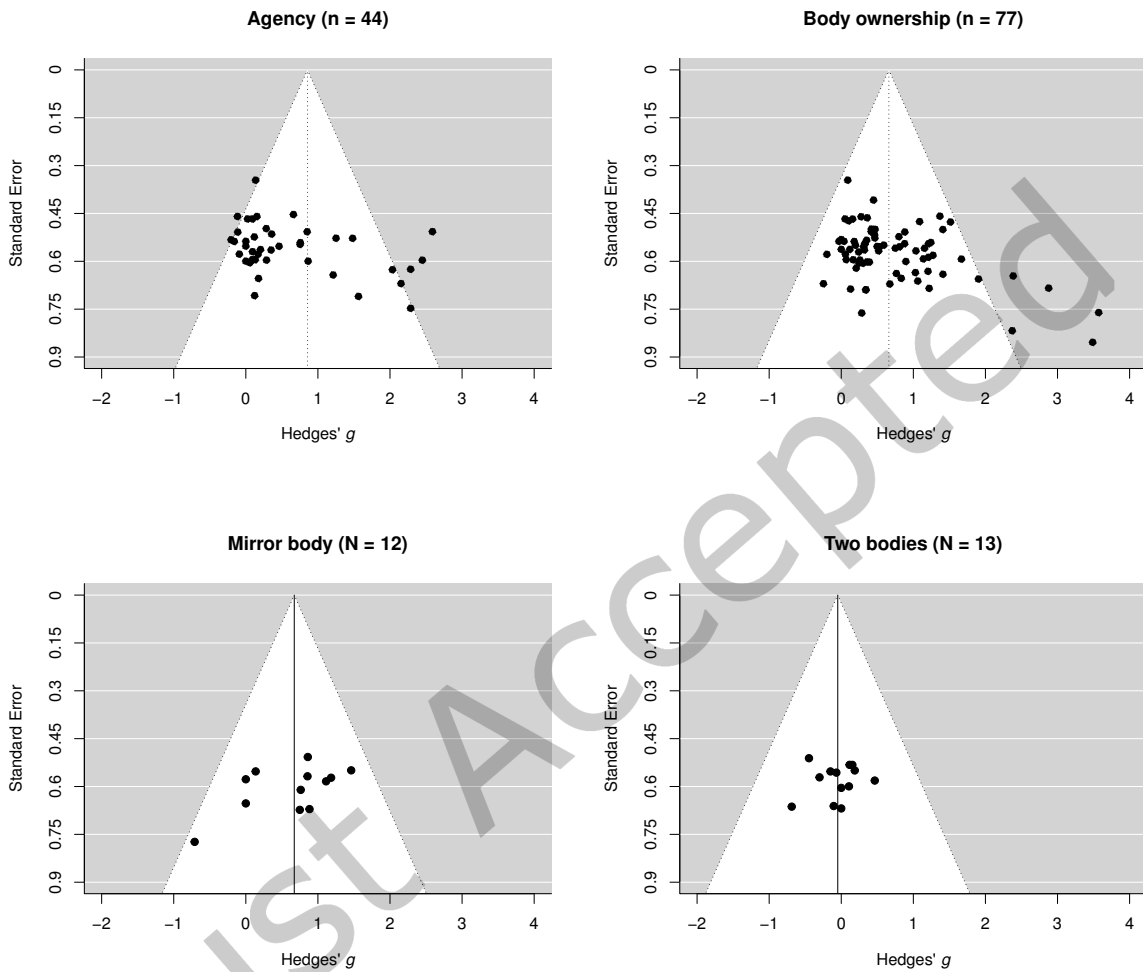 Agency (n = 44)
Standard Error
0
0.15
0.3
0.45
0.6
0.75
0.9
−2 −1 0 1 2 3 4
Hedges' g
Body ownership (n = 77)
Standard Error
0
0.15
0.3
0.45
0.6
0.75
0.9
−2 −1 0 1 2 3 4
Hedges' g
Mirror body (N = 12)
Standard Error
0
0.15
0.3
0.45
0.6
0.75
0.9
−2 −1 0 1 2 3 4
Hedges' g
Two bodies (N = 13)
Standard Error
0
0.15
0.3
0.45
0.6
0.75
0.9
−2 −1 0 1 2 3 4
Hedges' g
ust Accepted